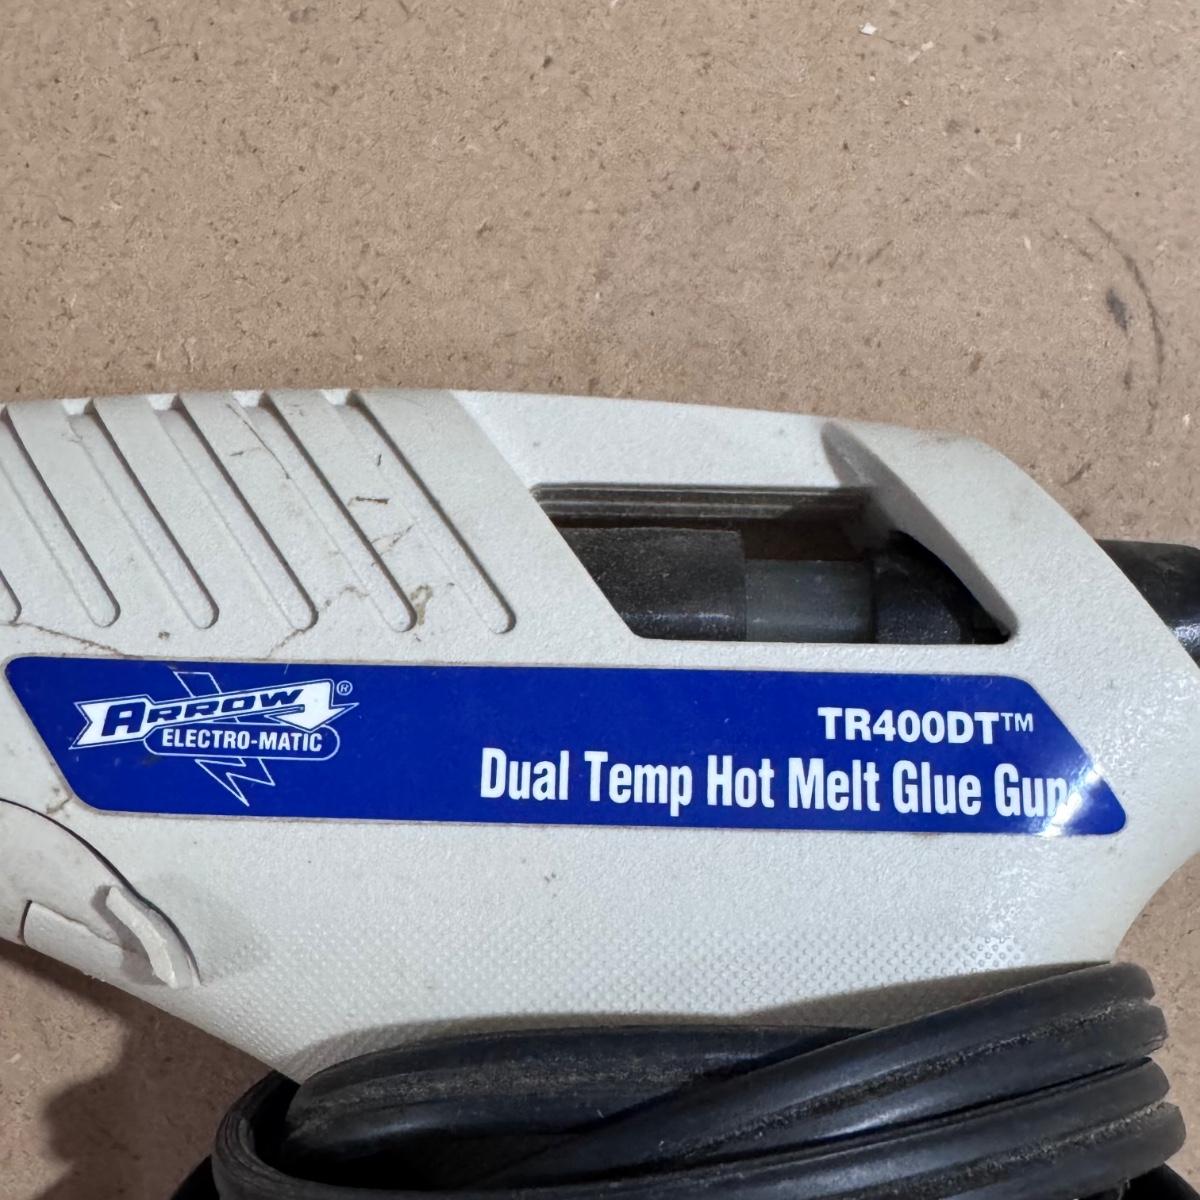 ARROW®
ELECTRO-MATIC
TR400DT™
Dual Temp Hot Melt Glue Gun